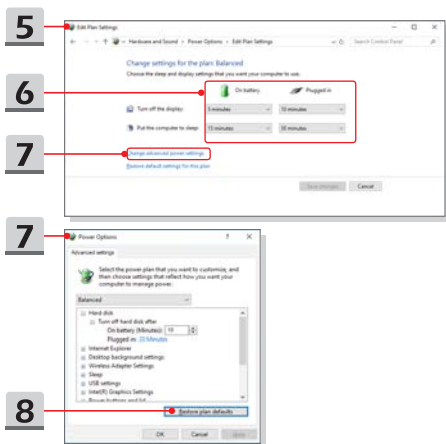 5
Edit Plan Settings
Hardware and Sound › Power Options › Edit Plan Settings
Search Control Panel
Change settings for the plan: Balanced
Choose the sleep and display settings that you want your computer to use.
6
On battery
Plugged in
Turn off the display:
5 minutes
10 minutes
Put the computer to sleep:
15 minutes
30 minutes
7
Change advanced power settings
Restore default settings for this plan
Save changes
Cancel
7
Power Options
?
Advanced settings
Select the power plan that you want to customize, and
then choose settings that reflect how you want your
computer to manage power.
Balanced
Hard disk
Turn off hard disk after
On battery (Minutes): 10
Plugged in: 20 Minutes
Internet Explorer
Desktop background settings
Wireless Adapter Settings
Sleep
USB settings
Intel(R) Graphics Settings
Power buttons and lid
8
Restore plan defaults
OK
Cancel